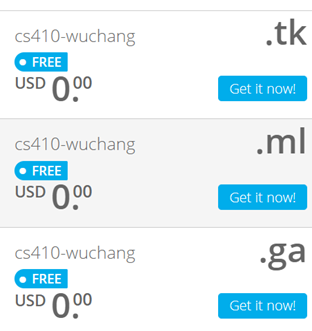 cs410-wuchang .tk
FREE
USD 0.00 Get it now!
cs410-wuchang .ml
FREE
USD 0.00 Get it now!
cs410-wuchang .ga
FREE
USD 0.00 Get it now!